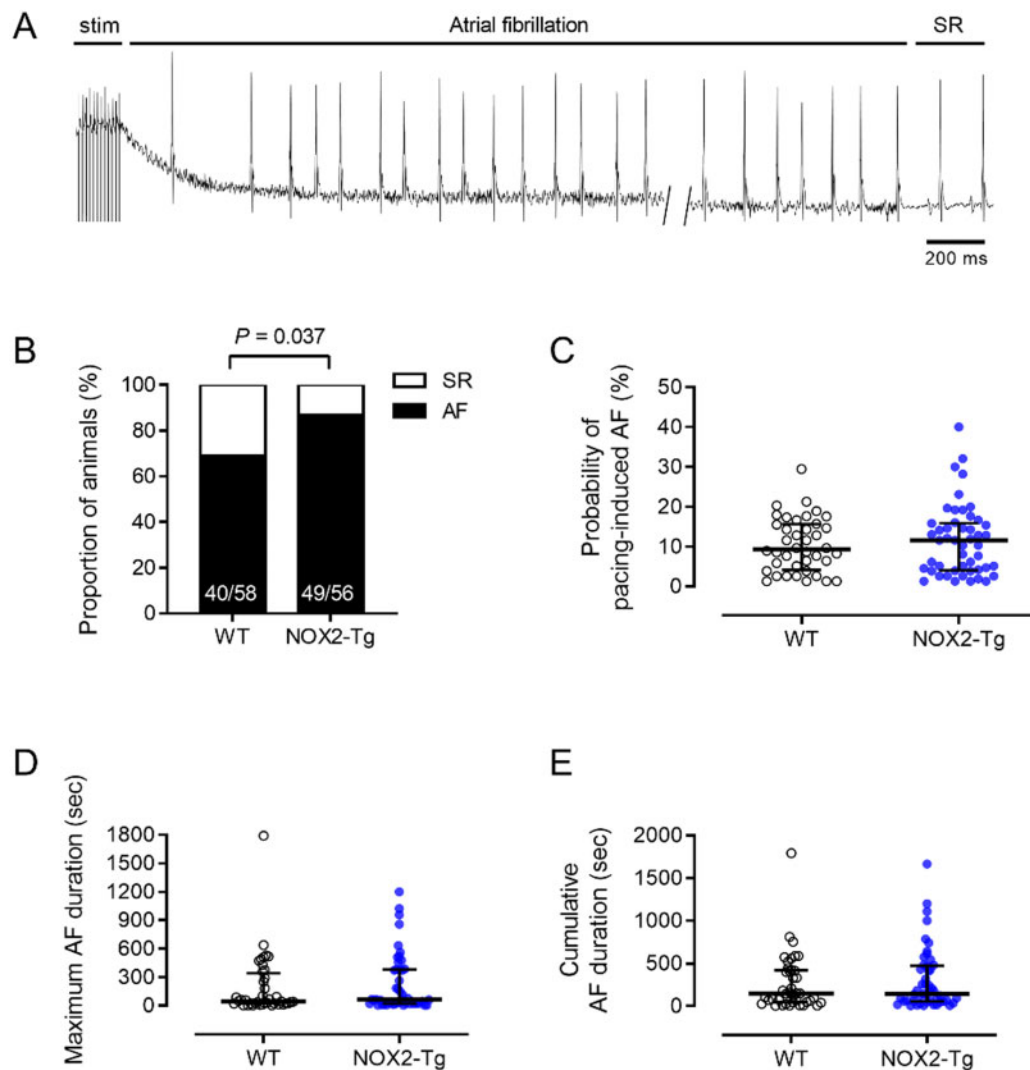 A
stim
Atrial fibrillation
SR
200 ms
B
P = 0.037
SR
AF
Proportion of animals (%)
100
80
60
40
20
0
40/58
49/56
WT
NOX2-Tg
C
Probability of
pacing-induced AF (%)
50
40
30
20
10
0
WT
NOX2-Tg
D
Maximum AF duration (sec)
1800
1500
1200
900
600
300
0
WT
NOX2-Tg
E
Cumulative
AF duration (sec)
2000
1500
1000
500
0
WT
NOX2-Tg